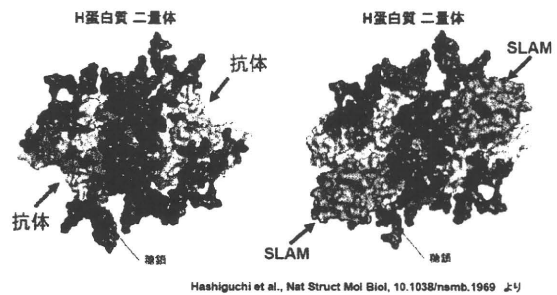 H蛋白質 二量体
抗体
抗体
糖鎖
H蛋白質 二量体
SLAM
SLAM
糖鎖
Hashiguchi et al., Nat Struct Mol Biol, 10.1038/nsmb.1969 より